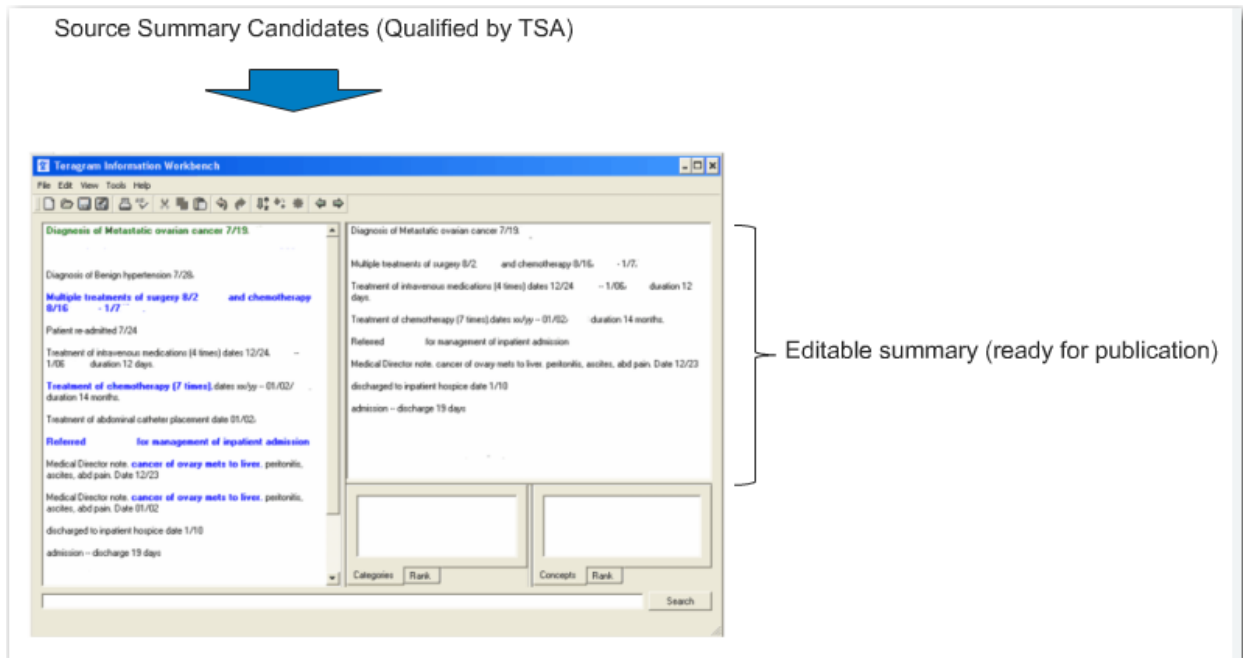 Source Summary Candidates (Qualified by TSA)
Teragram Information Workbench
File Edit View Tools Help
Diagnosis of Metastatic ovarian cancer 7/19.
Diagnosis of Benign hypertension 7/28.
Multiple treatments of surgery 8/2 and chemotherapy
8/16 - 1/7
Patient re-admitted 7/24
Treatment of intravenous medications (4 times) dates 12/24. –
1/06 duration 12 days.
Treatment of chemotherapy (7 times).dates xx/yy – 01/02/
duration 14 months.
Treatment of abdominal catheter placement date 01/02.
Referred for management of inpatient admission
Medical Director note. cancer of ovary mets to liver. peritonitis,
ascites, abd pain. Date 12/23
Medical Director note. cancer of ovary mets to liver. peritonitis,
ascites, abd pain. Date 01/02
discharged to inpatient hospice date 1/10
admission – discharge 19 days
Diagnosis of Metastatic ovarian cancer 7/19.
Multiple treatments of surgery 8/2 and chemotherapy 8/16. - 1/7.
Treatment of intravenous medications (4 times) dates 12/24 – 1/06. duration 12
days.
Treatment of chemotherapy (7 times).dates xx/yy – 01/02. duration 14 months.
Referred for management of inpatient admission
Medical Director note. cancer of ovary mets to liver. peritonitis, ascites, abd pain. Date 12/23
discharged to inpatient hospice date 1/10
admission – discharge 19 days
Categories Rank
Concepts Rank
Search
Editable summary (ready for publication)